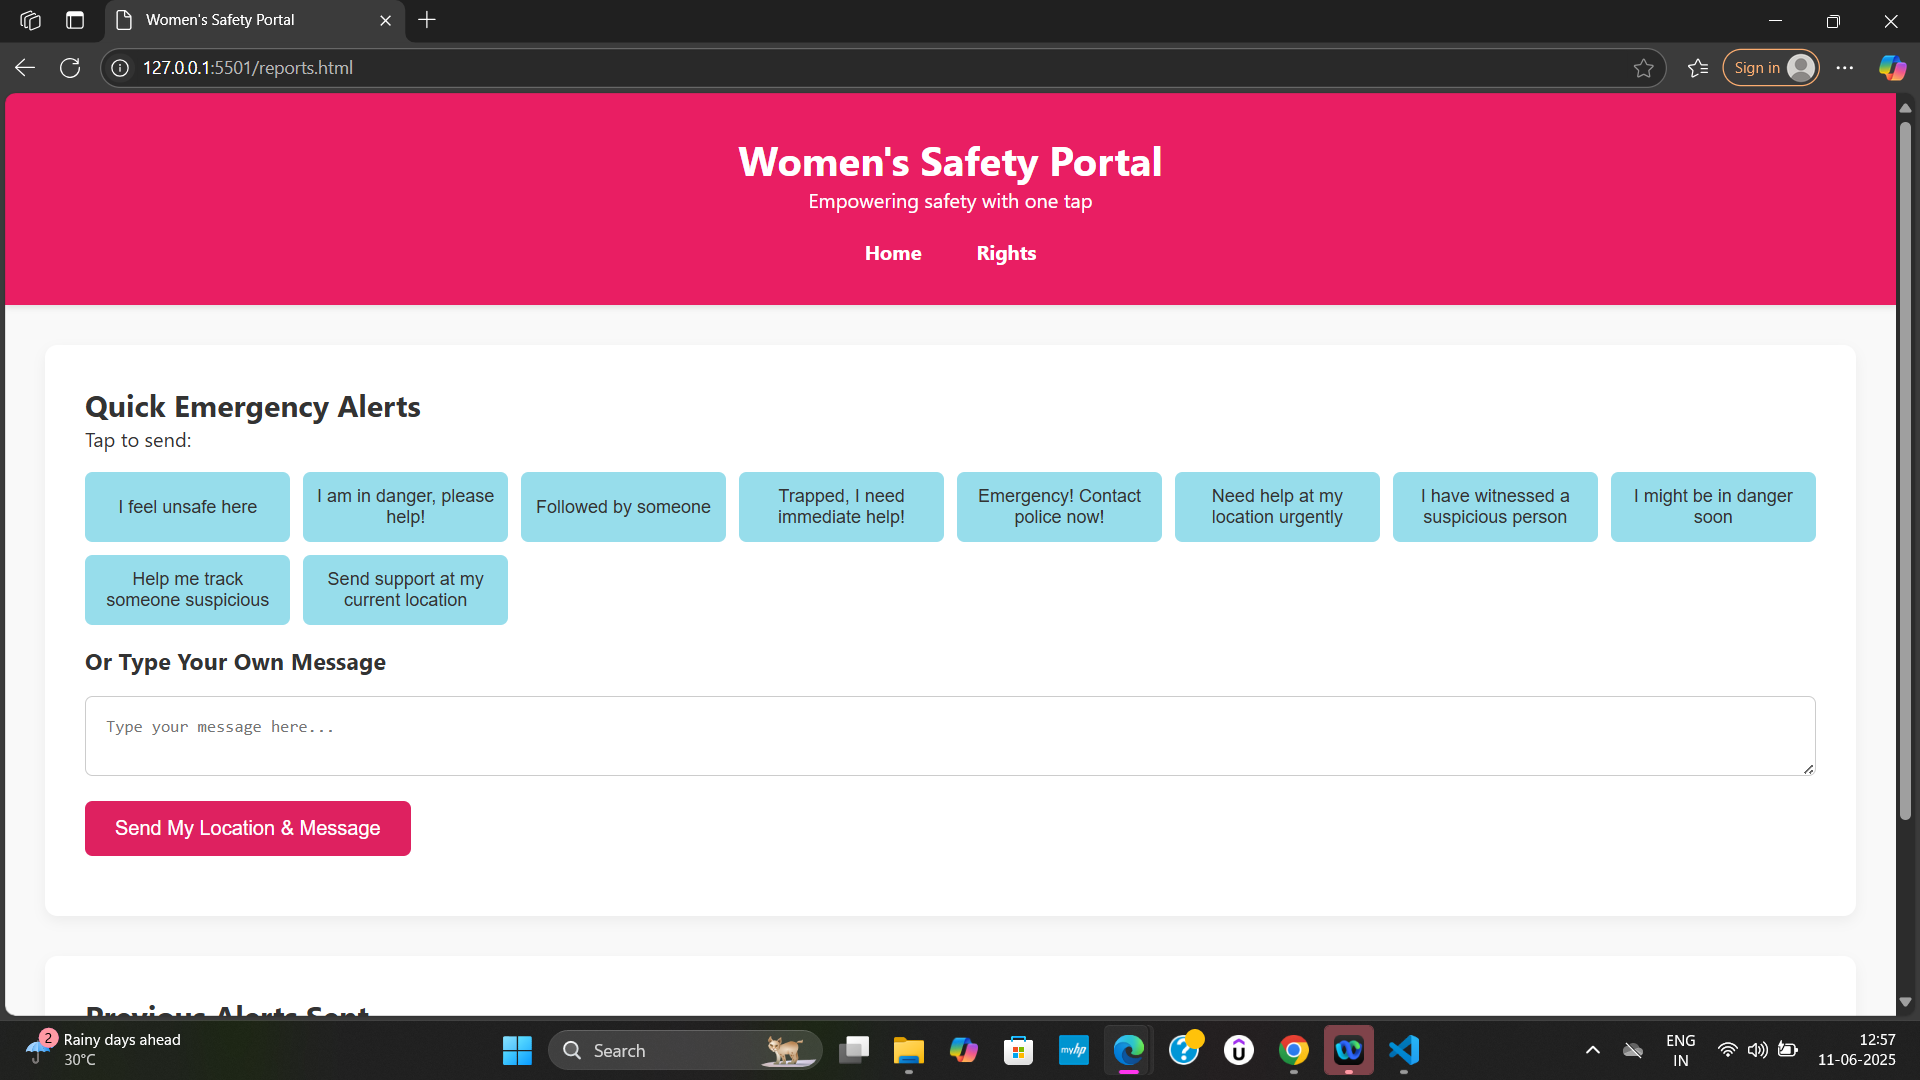 Women's Safety Portal
127.0.0.1:5501/reports.html
Sign in
Women's Safety Portal
Empowering safety with one tap
Home
Rights
Quick Emergency Alerts
Tap to send:
I feel unsafe here
I am in danger, please
help!
Followed by someone
Trapped, I need
immediate help!
Emergency! Contact
police now!
Need help at my
location urgently
I have witnessed a
suspicious person
I might be in danger
soon
Help me track
someone suspicious
Send support at my
current location
Or Type Your Own Message
Type your message here...
Send My Location & Message
Previous Alerts Sent
2
Rainy days ahead
30°C
Search
myhp
ENG
IN
12:57
11-06-2025